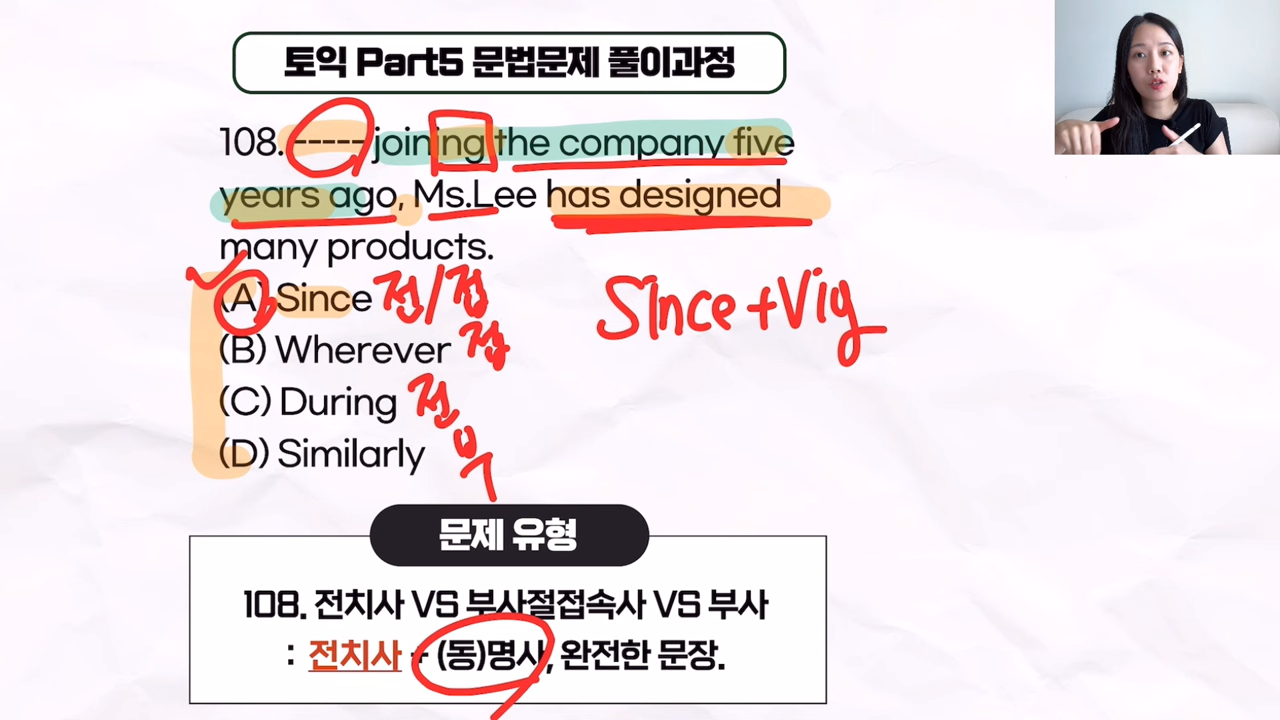 토익 Part5 문법문제 풀이과정
108. ----- joining the company five
years ago, Ms.Lee has designed
many products.
(A) Since 전/접
(B) Wherever 접
(C) During 전
(D) Similarly 부
Since + Ving
문제 유형
108. 전치사 VS 부사절접속사 VS 부사
: 전치사 + (동)명사, 완전한 문장.